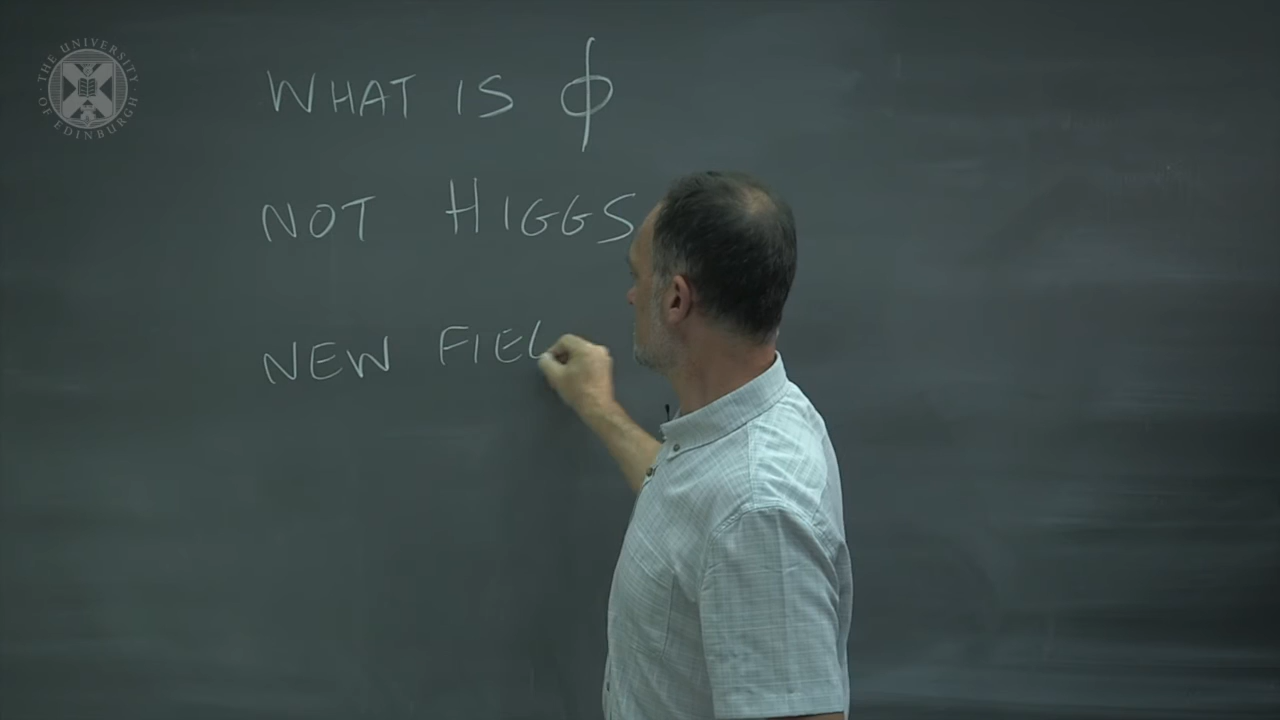 THE UNIVERSITY OF EDINBURGH
WHAT IS ϕ
NOT HIGGS
NEW FIEL